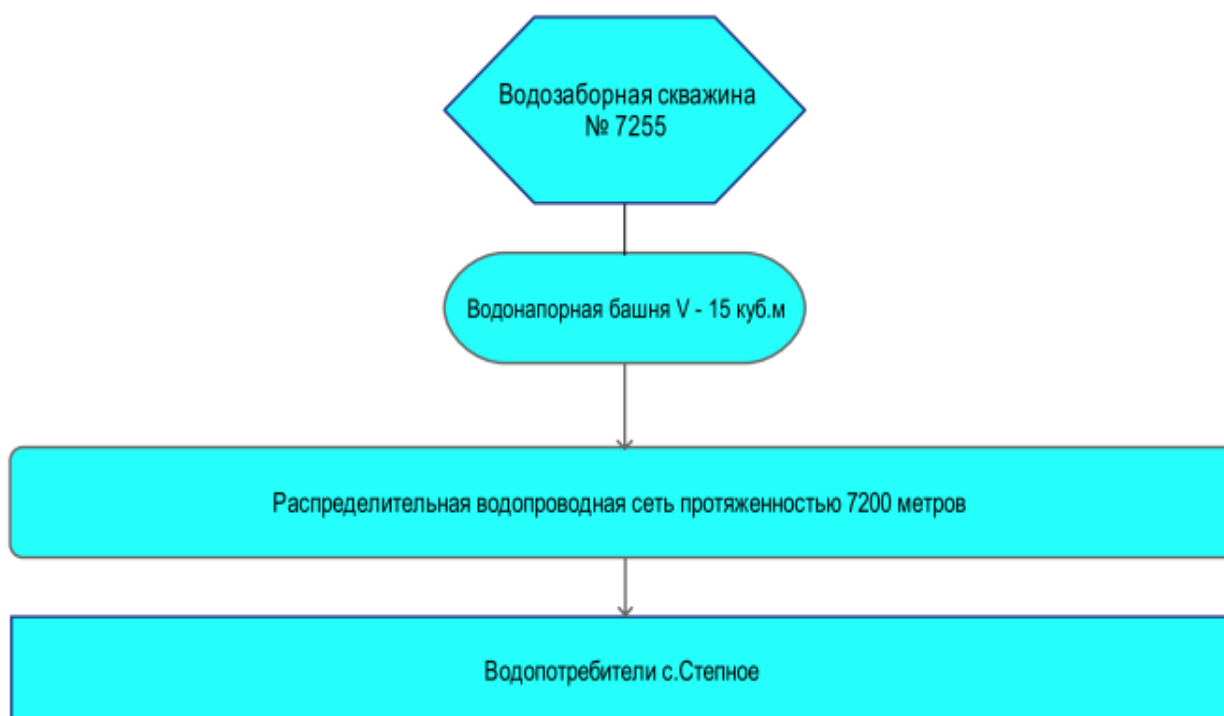 Водозаборная скважина
№ 7255
Водонапорная башня V - 15 куб.м
Распределительная водопроводная сеть протяженностью 7200 метров
Водопотребители с.Степное